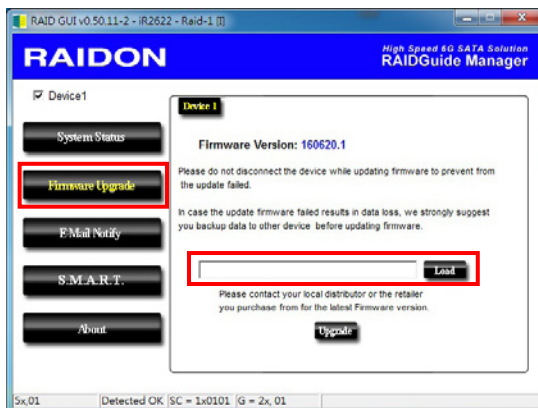 RAID GUI v0.50.11-2 - iR2622 - Raid-1 [I]
RAIDON
High Speed 6G SATA Solution
RAIDGuide Manager
Device1
System Status
Firmware Upgrade
E-Mail Notify
S.M.A.R.T.
About
Device 1
Firmware Version: 160620.1
Please do not disconnect the device while updating firmware to prevent from
the update failed.
In case the update firmware failed results in data loss, we strongly suggest
you backup data to other device before updating firmware.
Load
Please contact your local distributor or the retailer
you purchase from for the latest Firmware version.
Upgrade
5x,01 Detected OK SC = 1x0101 G = 2x, 01